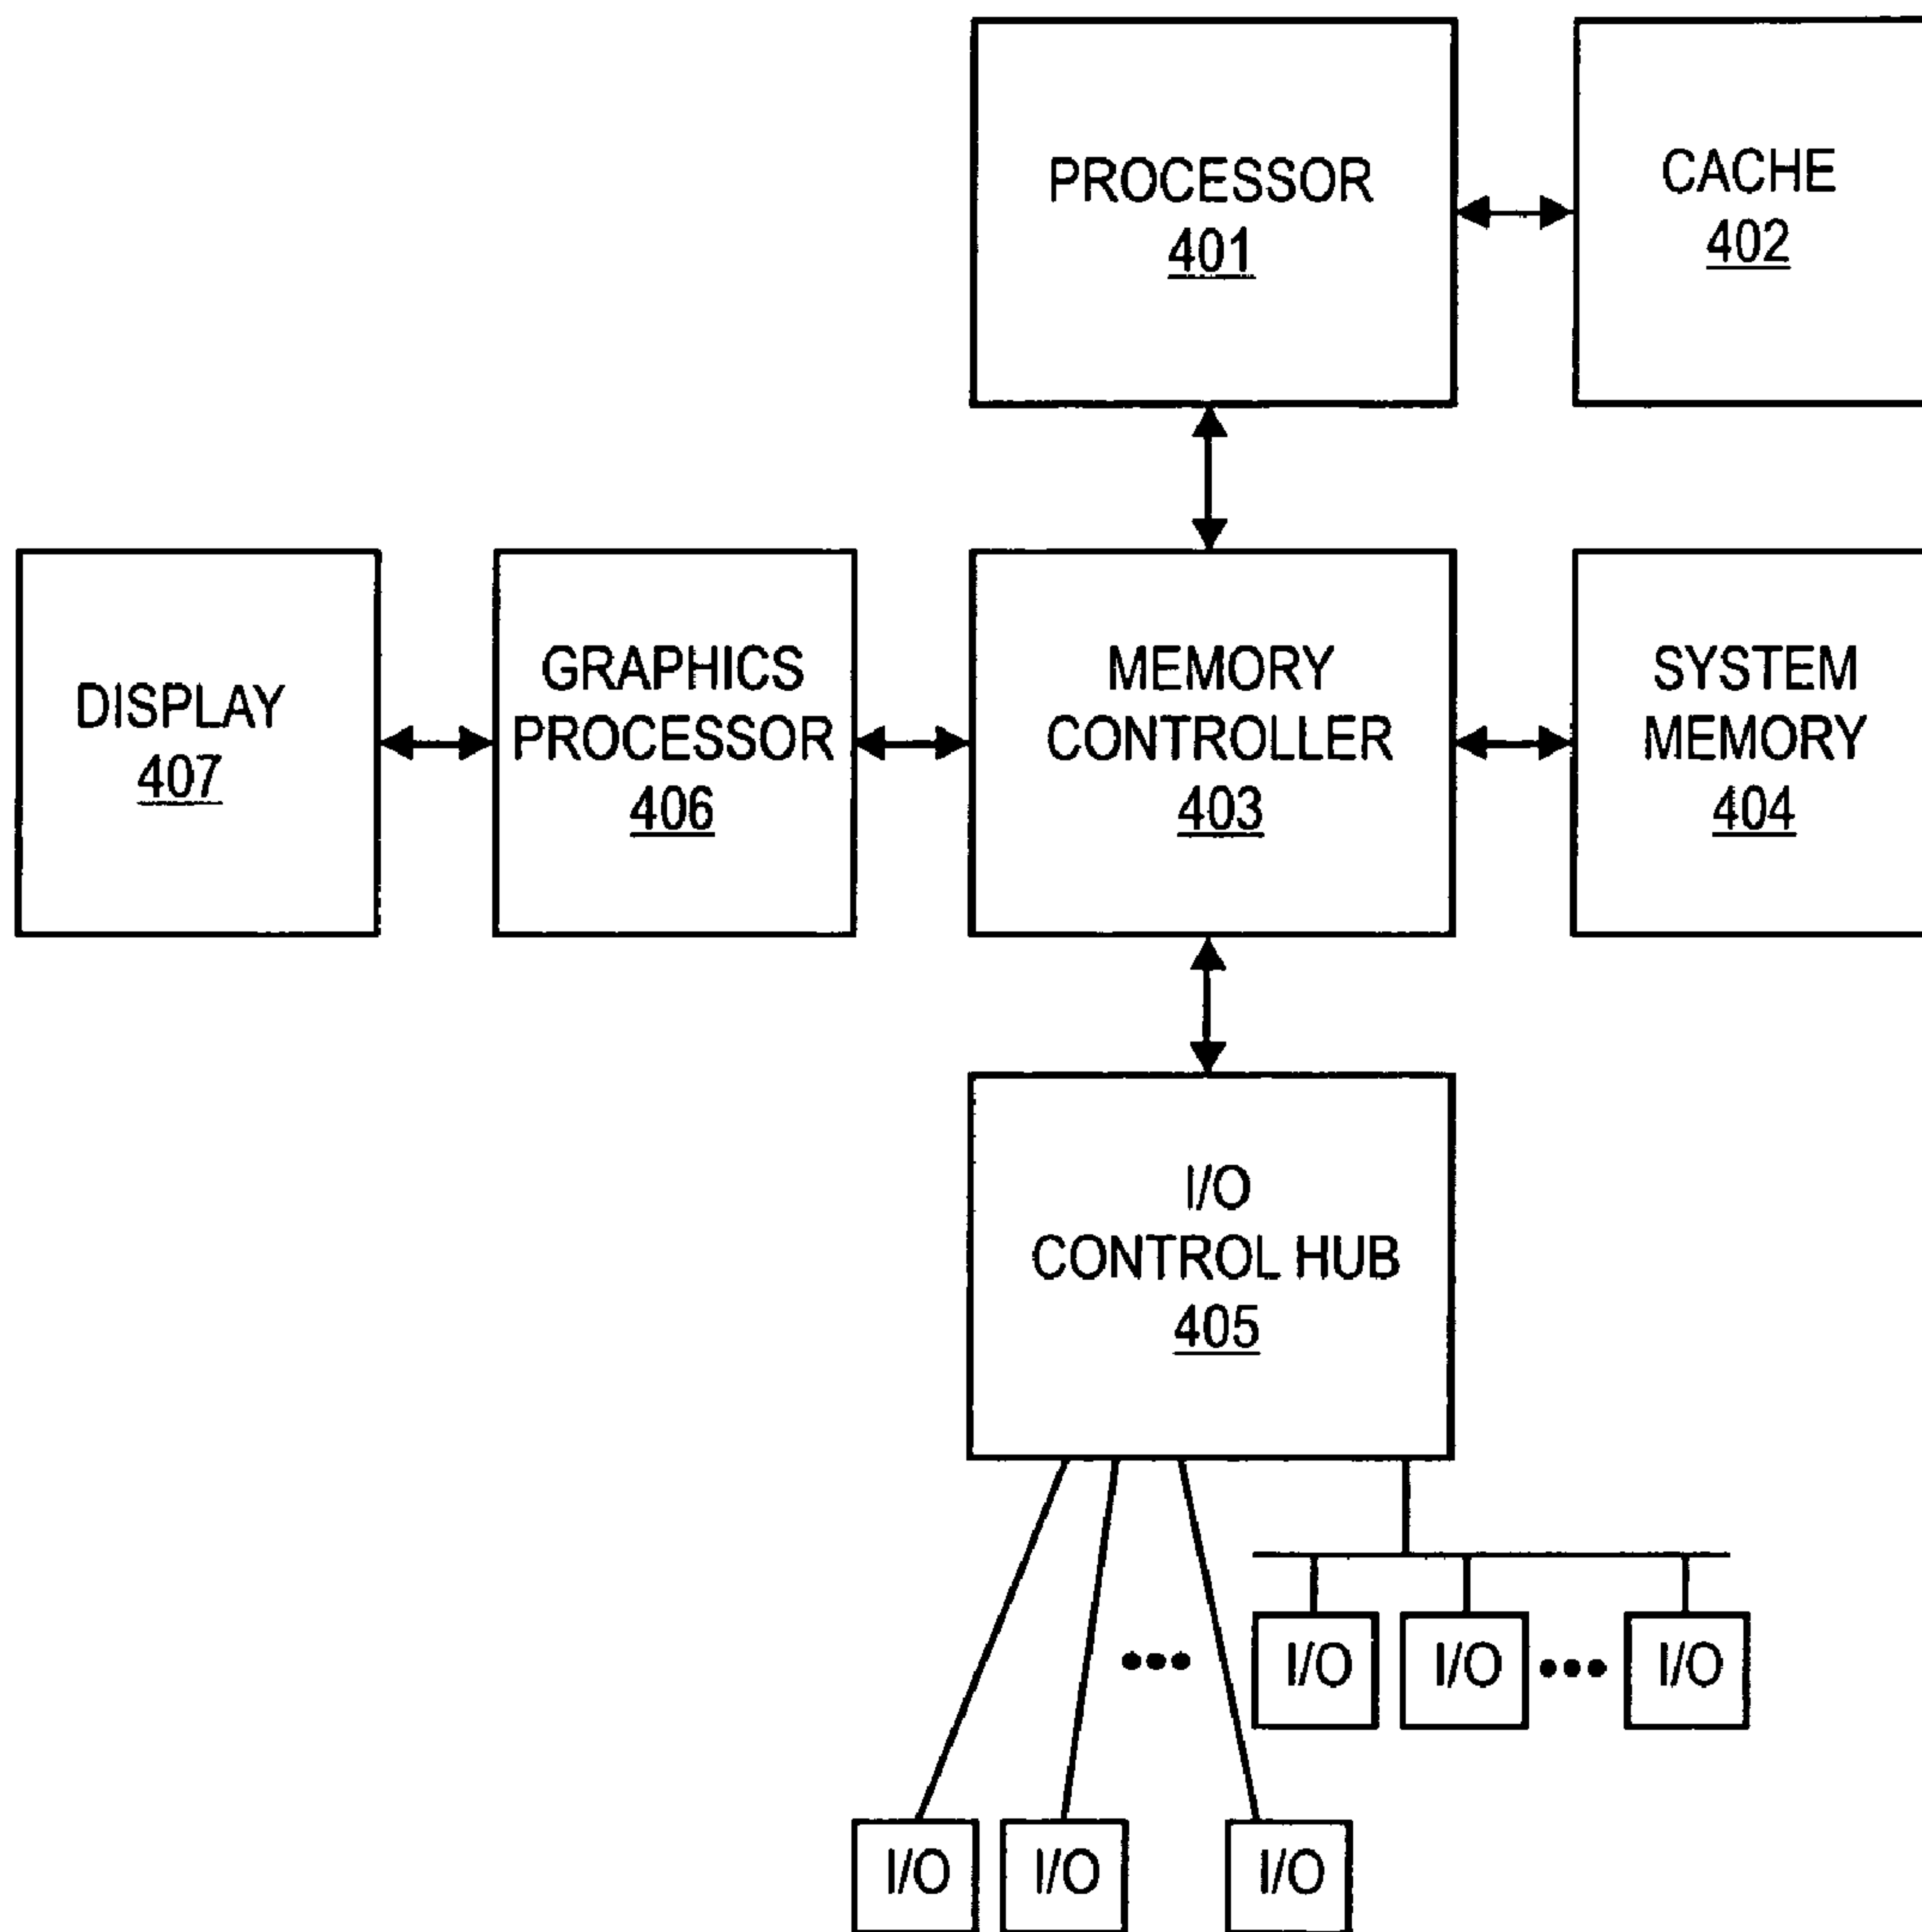 PROCESSOR
401
CACHE
402
DISPLAY
407
GRAPHICS
PROCESSOR
406
MEMORY
CONTROLLER
403
SYSTEM
MEMORY
404
I/O
CONTROL HUB
405
I/O
I/O
I/O
I/O
I/O
I/O